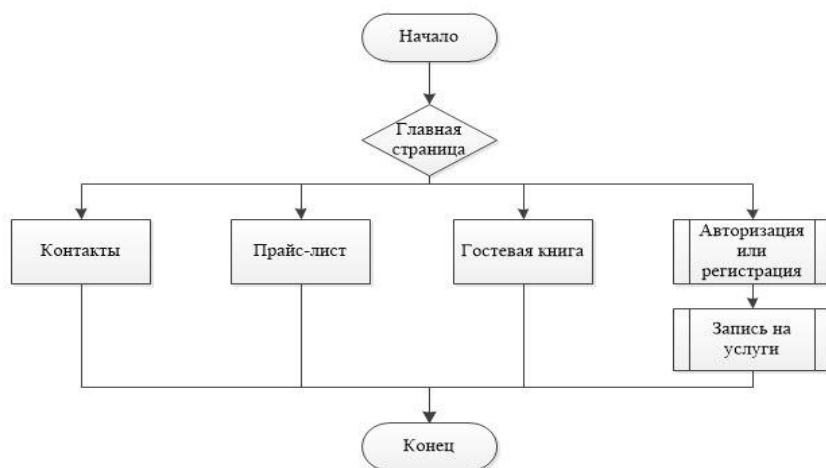 Начало
Главная
страница
Контакты
Прайс-лист
Гостевая книга
Авторизация
или
регистрация
Запись на
услуги
Конец